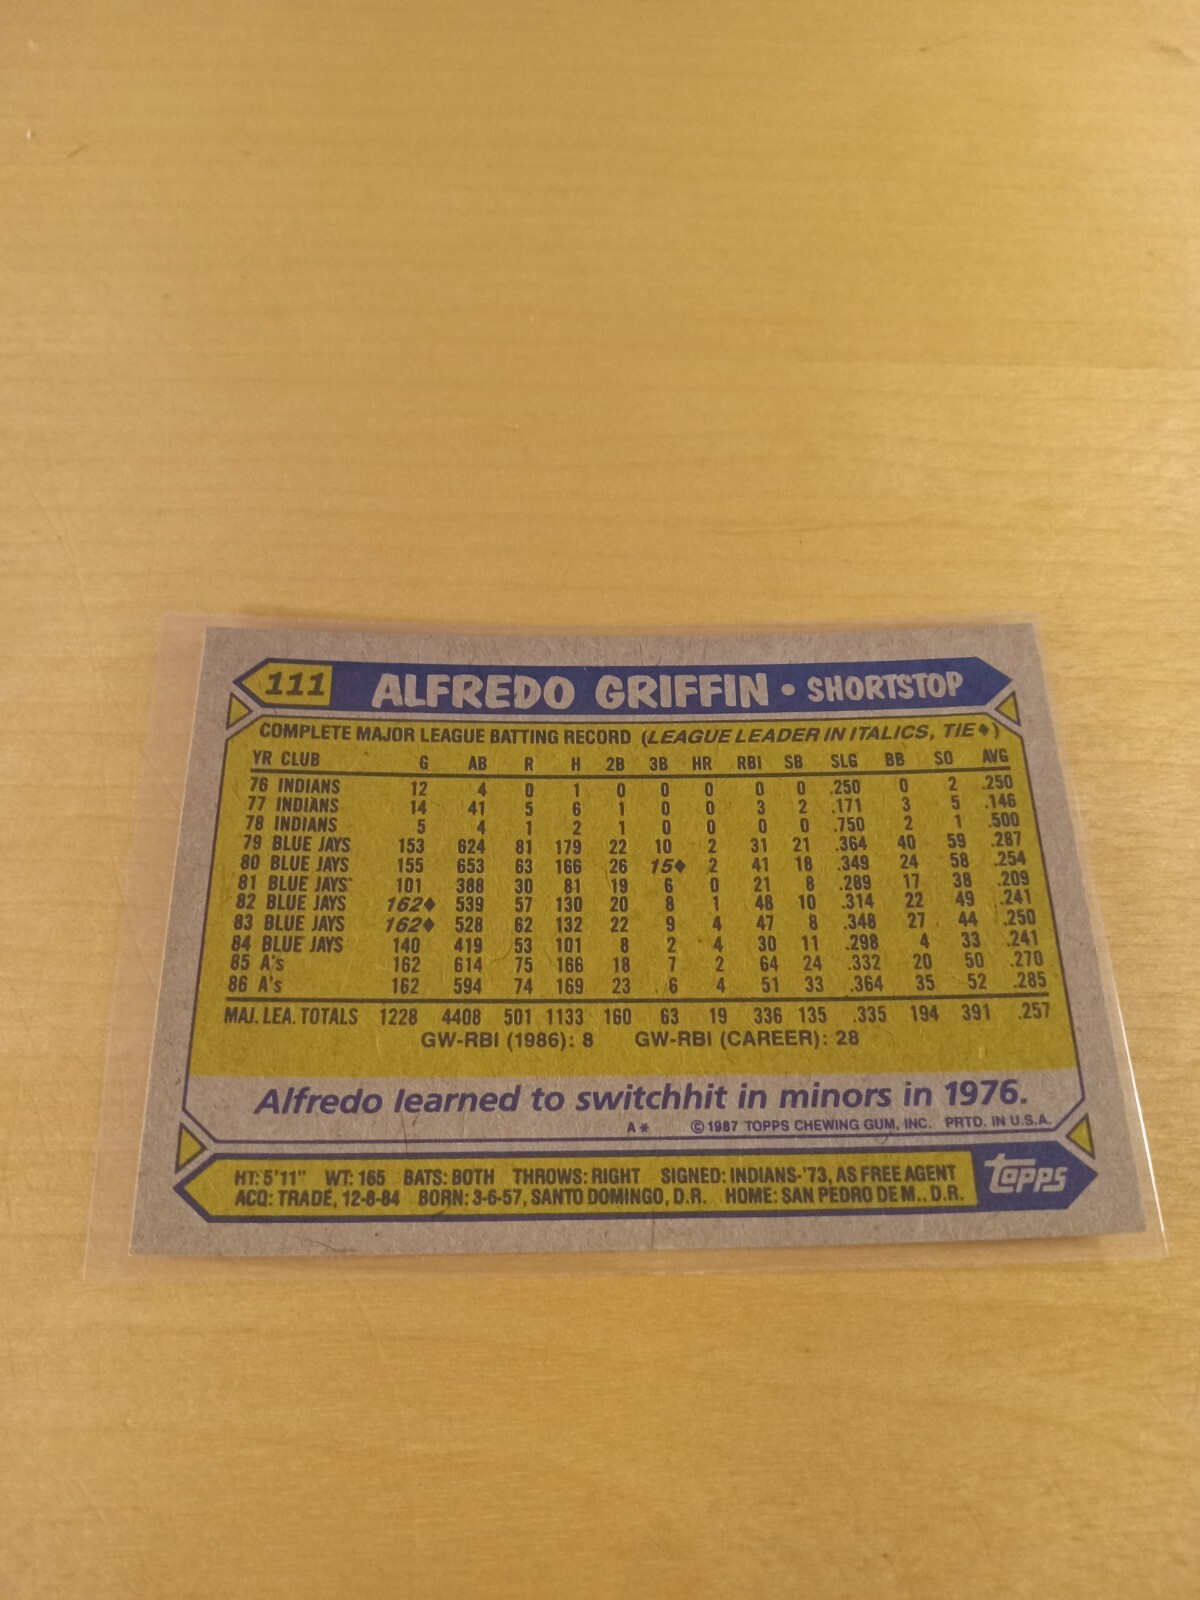 111 ALFREDO GRIFFIN • SHORTSTOP
COMPLETE MAJOR LEAGUE BATTING RECORD (LEAGUE LEADER IN ITALICS, TIE♦)
YR CLUB G AB R H 2B 3B HR RBI SB SLG BB SO AVG
76 INDIANS 12 4 0 1 0 0 0 0 0 .250 0 2 .250
77 INDIANS 14 41 5 6 1 0 0 3 2 .171 3 5 .146
78 INDIANS 5 4 1 2 1 0 0 0 0 .750 2 1 .500
79 BLUE JAYS 153 624 81 179 22 10 2 31 21 .364 40 59 .287
80 BLUE JAYS 155 653 63 166 26 15♦ 2 41 18 .349 24 58 .254
81 BLUE JAYS 101 388 30 81 19 6 0 21 8 .289 17 38 .209
82 BLUE JAYS 162♦ 539 57 130 20 8 1 48 10 .314 22 49 .241
83 BLUE JAYS 162♦ 528 62 132 22 9 4 47 8 .348 27 44 .250
84 BLUE JAYS 140 419 53 101 8 2 4 30 11 .298 4 33 .241
85 A's 162 614 75 166 18 7 2 64 24 .332 20 50 .270
86 A's 162 594 74 169 23 6 4 51 33 .364 35 52 .285
MAJ. LEA. TOTALS 1228 4408 501 1133 160 63 19 336 135 .335 194 391 .257
GW-RBI (1986): 8 GW-RBI (CAREER): 28
Alfredo learned to switchhit in minors in 1976.
A* ©1987 TOPPS CHEWING GUM, INC. PRTD. IN U.S.A.
HT: 5'11" WT: 165 BATS: BOTH THROWS: RIGHT SIGNED: INDIANS-'73, AS FREE AGENT
ACQ: TRADE, 12-8-84 BORN: 3-6-57, SANTO DOMINGO, D.R. HOME: SAN PEDRO DE M., D.R.
topps